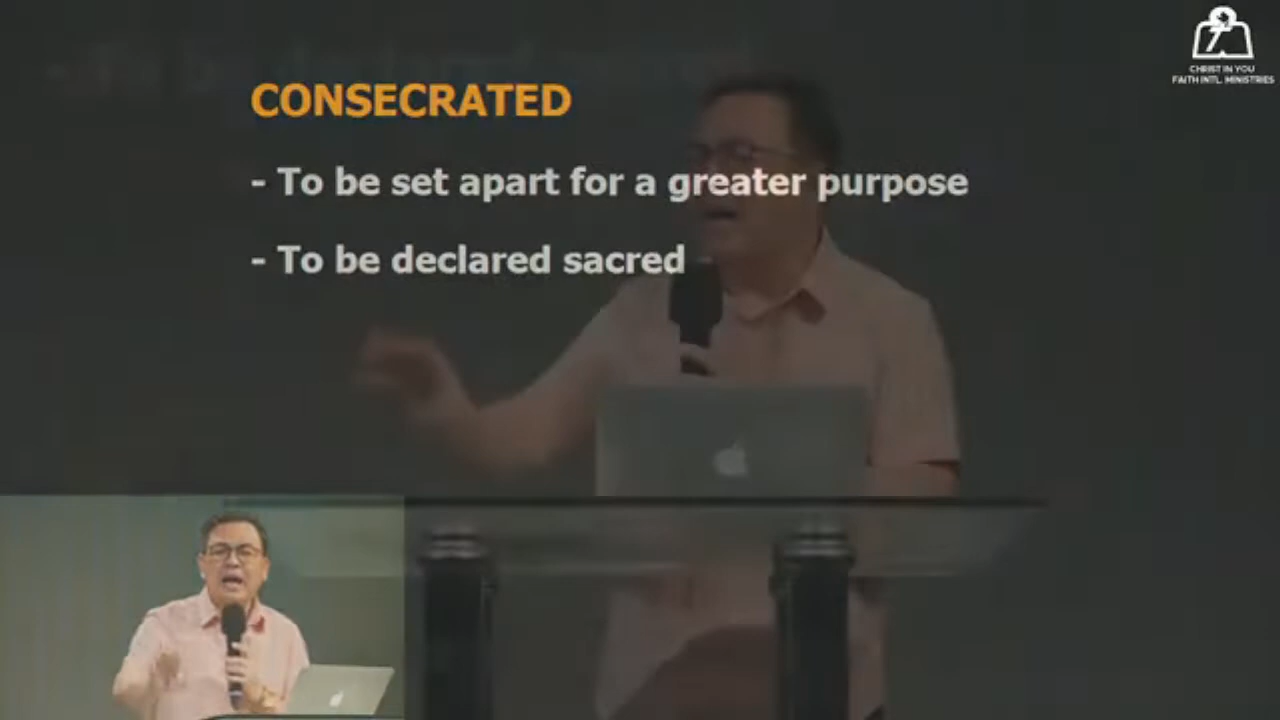 CHRIST IN YOU
FAITH INTL. MINISTRIES
CONSECRATED
- To be set apart for a greater purpose
- To be declared sacred